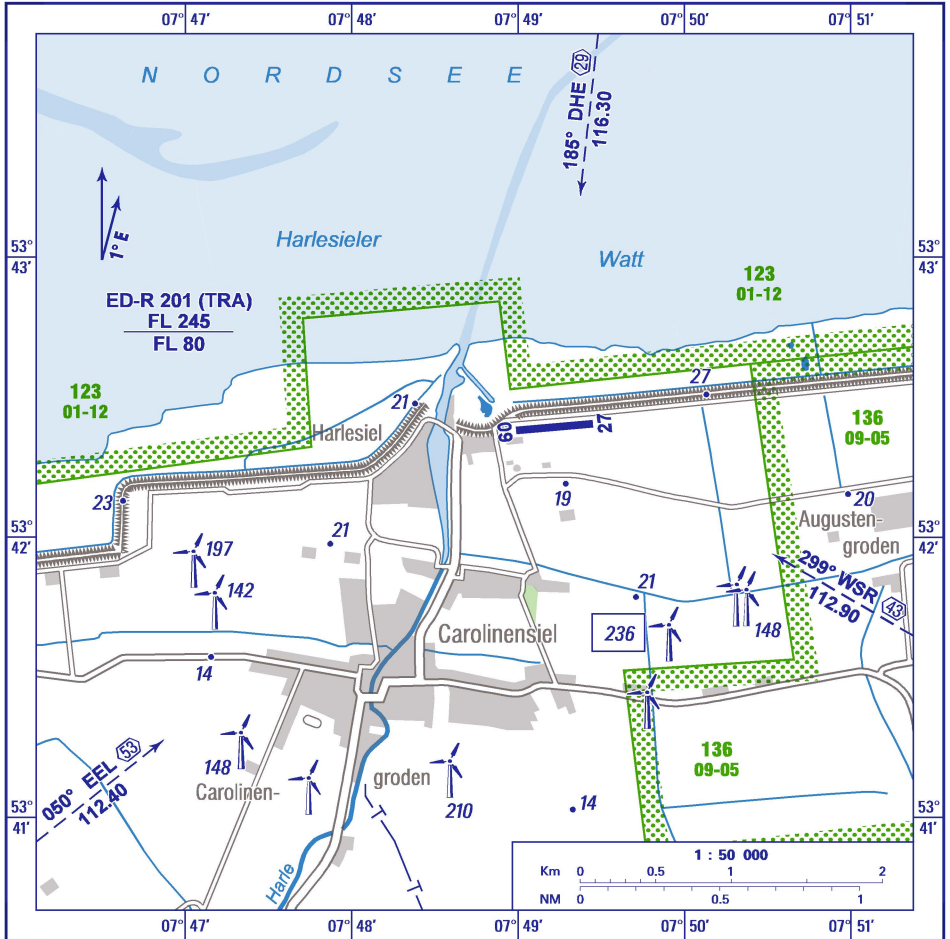 07° 47'
07° 48'
07° 49'
07° 50'
07° 51'
N O R D S E E
185° DHE 29
116.30
1° E
Harlesieler
Watt
53°
43'
53°
43'
123
01-12
ED-R 201 (TRA)
FL 245
FL 80
123
01-12
27
21
136
09-05
Harlesiel
09
27
23
19
20
53°
42'
53°
42'
21
Augusten-
groden
197
142
299° WSR 43
112.90
21
236
148
Carolinensiel
14
148
050° EEL 53
112.40
Carolinen-
groden
210
14
136
09-05
53°
41'
53°
41'
T
T
Harle
1 : 50 000
Km 0 0.5 1 2
NM 0 0.5 1
07° 47'
07° 48'
07° 49'
07° 50'
07° 51'